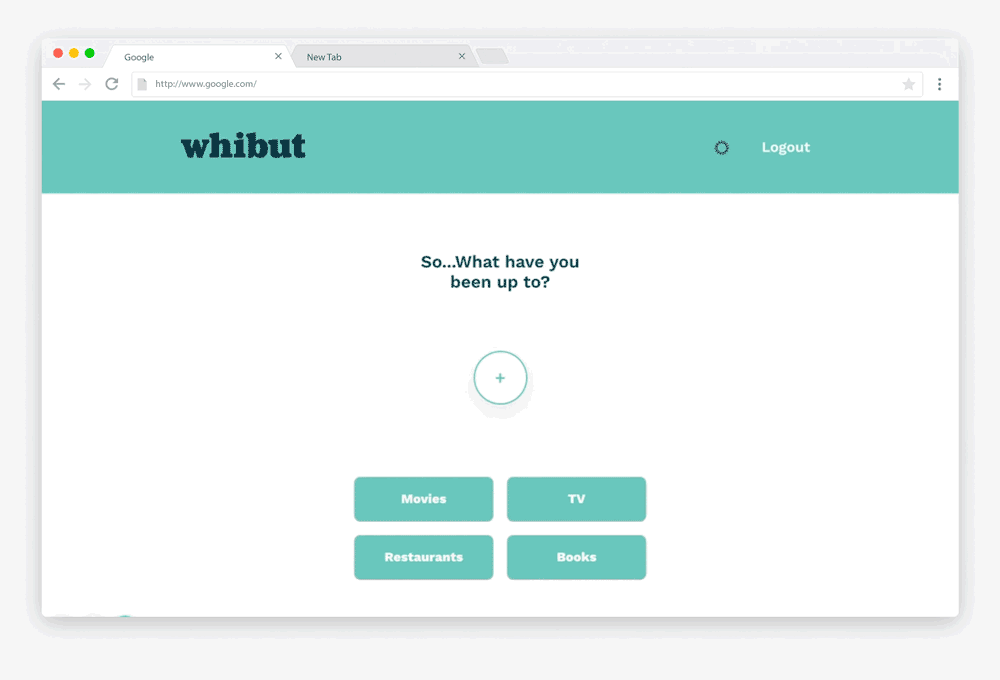 Google
New Tab
http://www.google.com/
whibut
Logout
So...What have you
been up to?
+
Movies
TV
Restaurants
Books